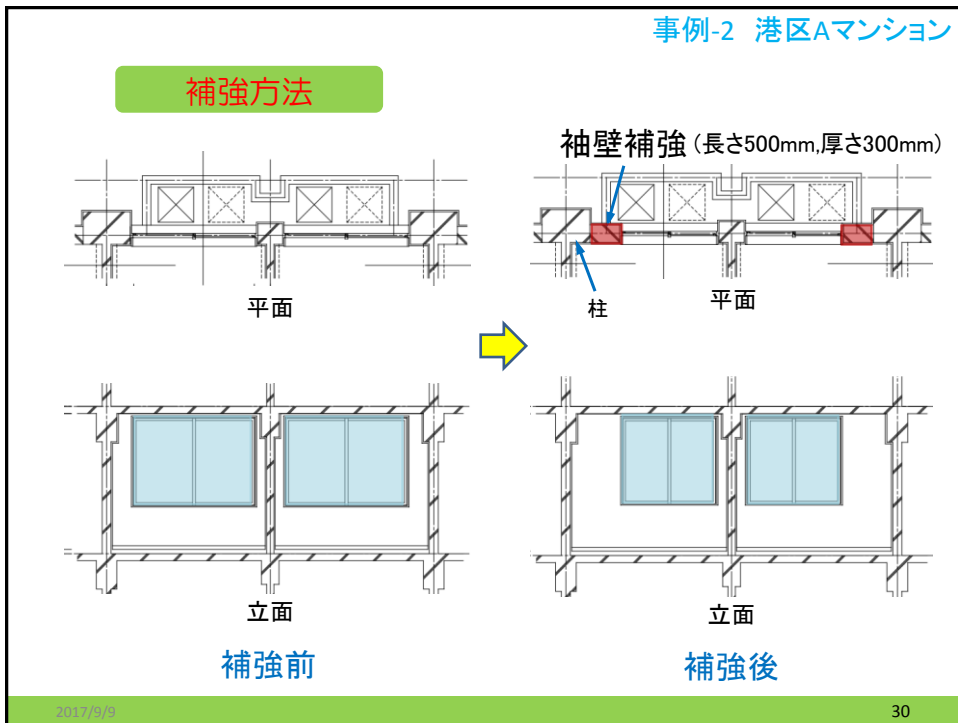 事例-2 港区Aマンション
補強方法
袖壁補強(長さ500mm,厚さ300mm)
平面
柱
平面
立面
立面
補強前
補強後
2017/9/9
30